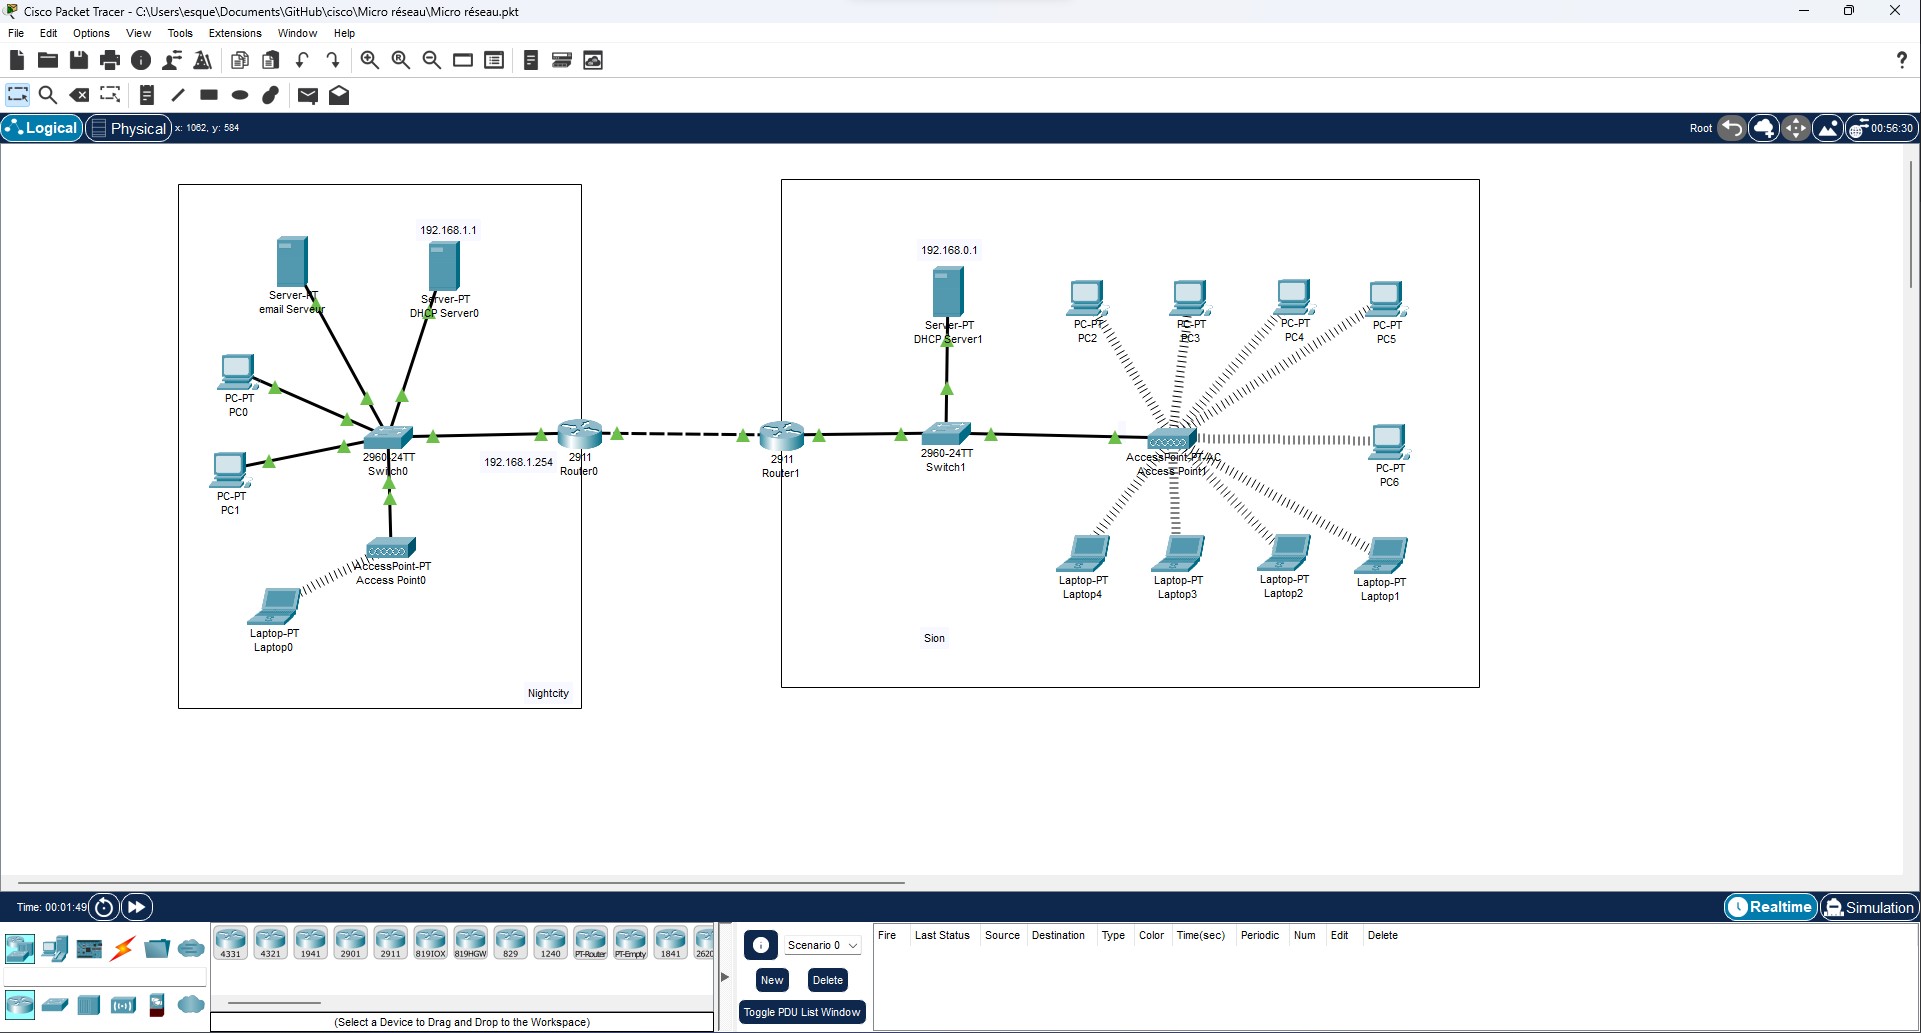 Cisco Packet Tracer - C:\Users\esque\Documents\GitHub\cisco\Micro réseau\Micro réseau.pkt
File Edit Options View Tools Extensions Window Help
?
Logical Physical x: 1062, y: 584 Root 00:56:30
192.168.1.1
Server-PT
email Serveur
Server-PT
DHCP Server0
PC-PT
PC0
PC-PT
PC1
2960-24TT
Switch0
192.168.1.254
2911
Router0
AccessPoint-PT
Access Point0
Laptop-PT
Laptop0
Nightcity
192.168.0.1
Server-PT
DHCP Server1
PC-PT
PC2
PC-PT
PC3
PC-PT
PC4
PC-PT
PC5
2911
Router1
2960-24TT
Switch1
AccessPoint-PT-AC
Access Point1
PC-PT
PC6
Laptop-PT
Laptop4
Laptop-PT
Laptop3
Laptop-PT
Laptop2
Laptop-PT
Laptop1
Sion
Time: 00:01:49 Realtime Simulation
4331 4321 1941 2901 2911 819IOX 819HGW 829 1240 PT-Router PT-Empty 1841 2620
(Select a Device to Drag and Drop to the Workspace)
Scenario 0
New Delete
Toggle PDU List Window
Fire Last Status Source Destination Type Color Time(sec) Periodic Num Edit Delete